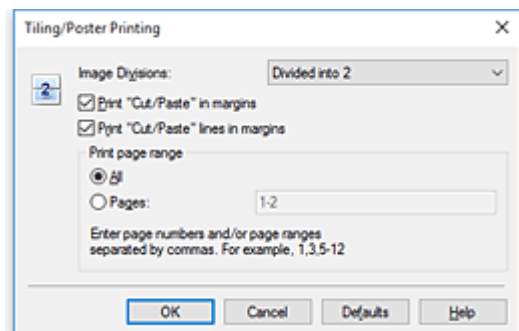 Tiling/Poster Printing
Image Divisions:
Divided into 2
2
Print "Cut/Paste" in margins
Print "Cut/Paste" lines in margins
Print page range
All
Pages:
1-2
Enter page numbers and/or page ranges
separated by commas. For example, 1,3,5-12
OK
Cancel
Defaults
Help